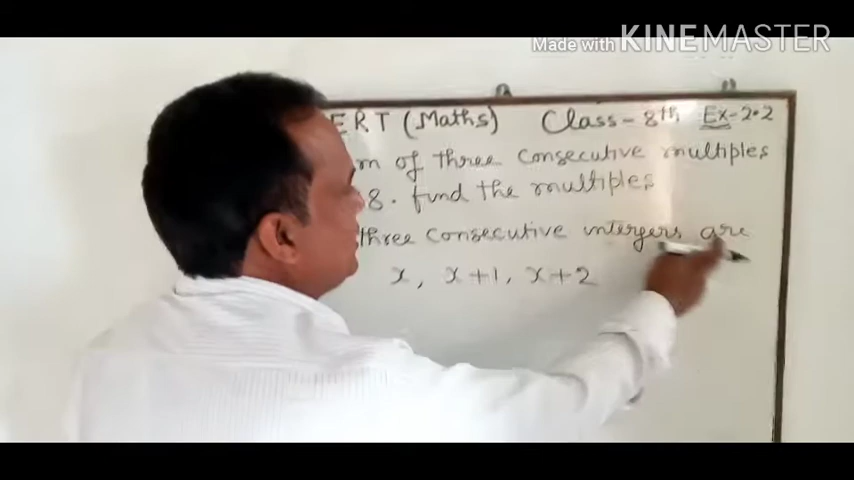 Made with KINEMASTER
ERT (Maths) Class - 8th Ex-2.2
m of three Consecutive multiples
8. find the multiples
three Consecutive intergers are
x, x+1, x+2